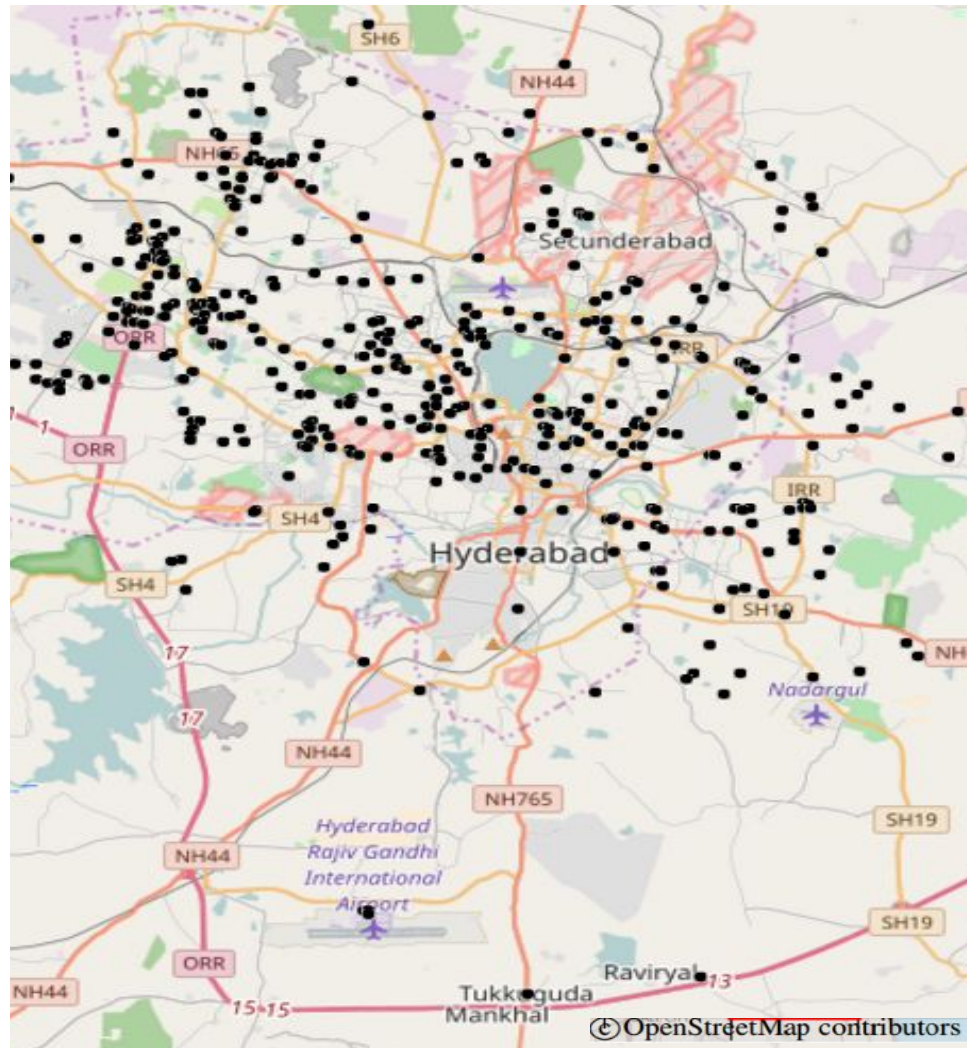 SH6
NH44
NH65
Secunderabad
ORR
IRR
1
ORR
IRR
SH4
Hyderabad
SH4
SH19
17
NH
Nadargul
17
NH44
NH765
SH19
Hyderabad
Rajiv Gandhi
International
Airport
NH44
SH19
ORR
Raviryal
13
NH44
Tukkuguda
15 15
Mankhal
© OpenStreetMap contributors